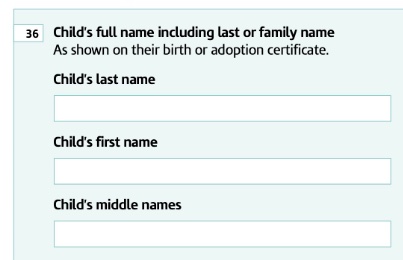 36 Child's full name including last or family name
As shown on their birth or adoption certificate.
Child's last name
Child's first name
Child's middle names